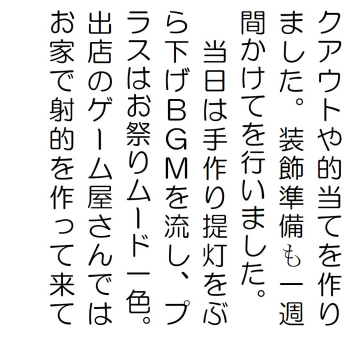 クアウトや的当てを作り
ました。装飾準備も一週
間かけてを行いました。
　当日は手作り提灯をぶ
ら下げＢＧＭを流し、プ
ラスはお祭りムード一色。
出店のゲーム屋さんでは
お家で射的を作って来て